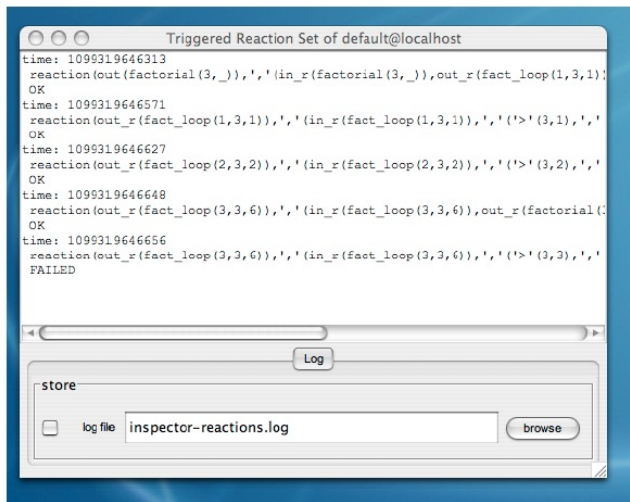 Triggered Reaction Set of default@localhost
time: 1099319646313
reaction(out(factorial(3,_)),','(in_r(factorial(3,_)),out_r(fact_loop(1,3,1))
OK
time: 1099319646571
reaction(out_r(fact_loop(1,3,1)),','(in_r(fact_loop(1,3,1)),','('>'(3,1),','
OK
time: 1099319646627
reaction(out_r(fact_loop(2,3,2)),','(in_r(fact_loop(2,3,2)),','('>'(3,2),','
OK
time: 1099319646648
reaction(out_r(fact_loop(3,3,6)),','(in_r(fact_loop(3,3,6)),out_r(factorial(
OK
time: 1099319646656
reaction(out_r(fact_loop(3,3,6)),','(in_r(fact_loop(3,3,6)),','('>'(3,3),','
FAILED
Log
store
log file inspector-reactions.log browse